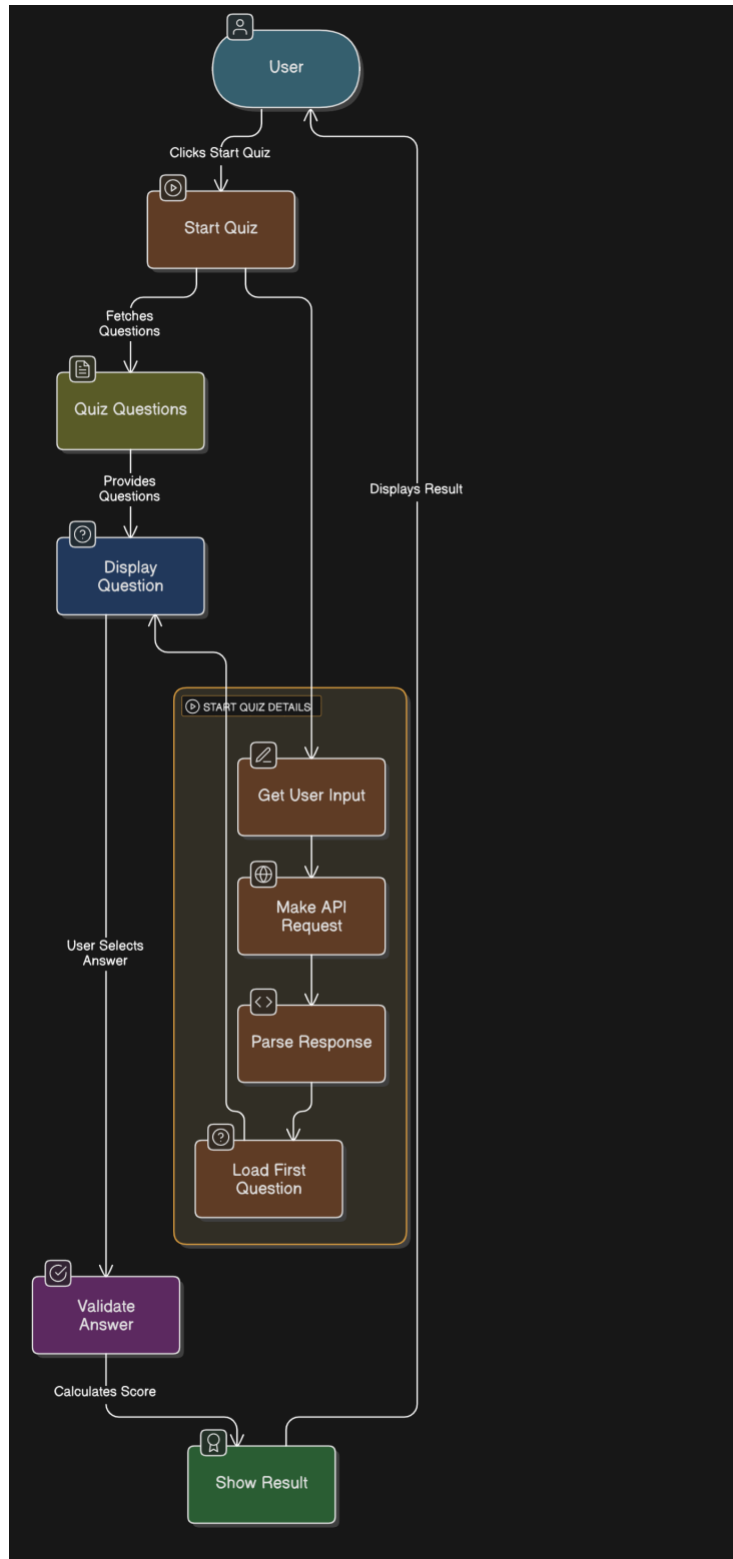 User
Clicks Start Quiz
Start Quiz
Fetches
Questions
Quiz Questions
Provides
Questions
Displays Result
Display
Question
START QUIZ DETAILS
Get User Input
Make API
Request
User Selects
Answer
Parse Response
Load First
Question
Validate
Answer
Calculates Score
Show Result